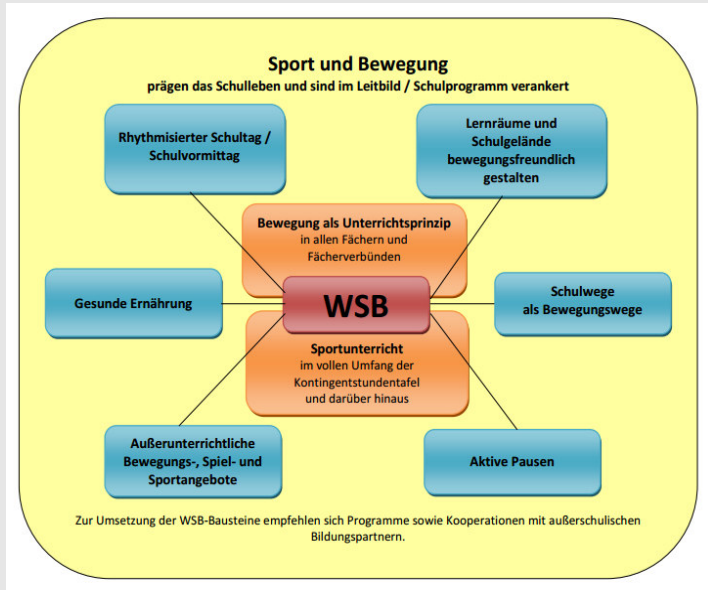 Sport und Bewegung
prägen das Schulleben und sind im Leitbild / Schulprogramm verankert
Rhythmisierter Schultag /
Schulvormittag
Lernräume und
Schulgelände
bewegungsfreundlich
gestalten
Bewegung als Unterrichtsprinzip
in allen Fächern und
Fächerverbünden
Gesunde Ernährung
WSB
Schulwege
als Bewegungswege
Sportunterricht
im vollen Umfang der
Kontingentstundentafel
und darüber hinaus
Außerunterrichtliche
Bewegungs-, Spiel- und
Sportangebote
Aktive Pausen
Zur Umsetzung der WSB-Bausteine empfehlen sich Programme sowie Kooperationen mit außerschulischen
Bildungspartnern.